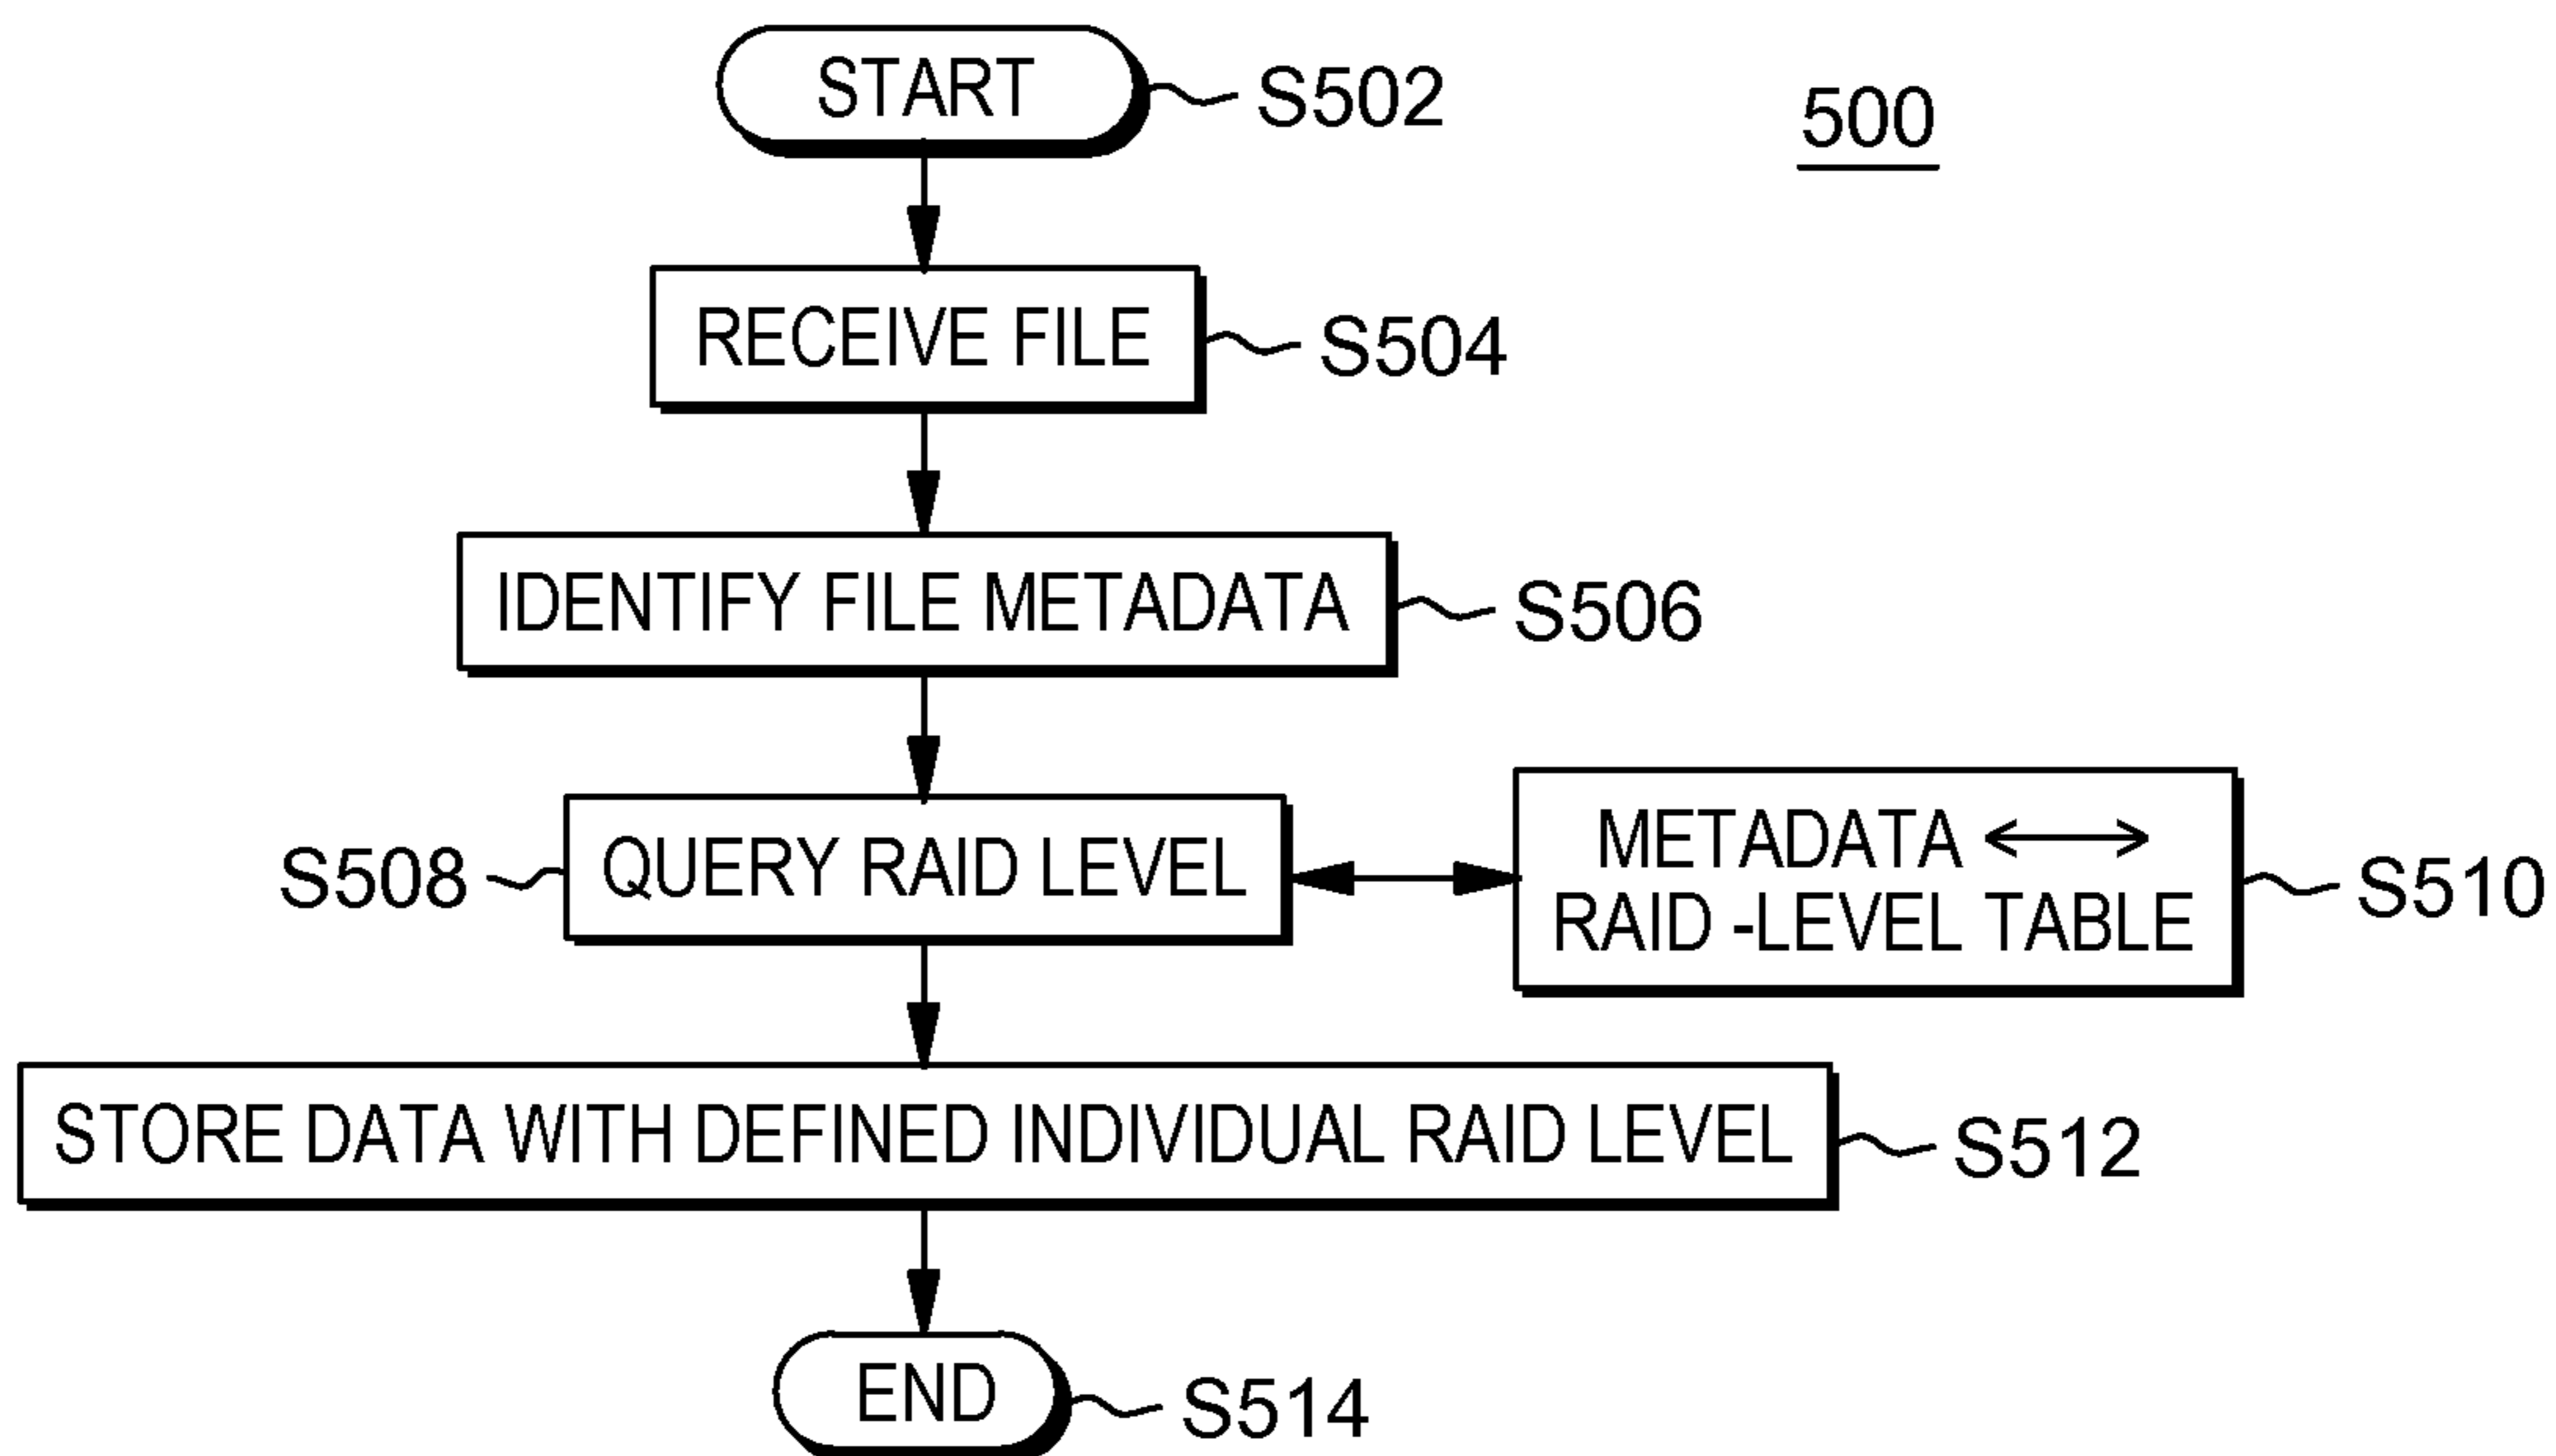 START
S502
500
RECEIVE FILE
S504
IDENTIFY FILE METADATA
S506
S508
QUERY RAID LEVEL
METADATA ↔
RAID -LEVEL TABLE
S510
STORE DATA WITH DEFINED INDIVIDUAL RAID LEVEL
S512
END
S514